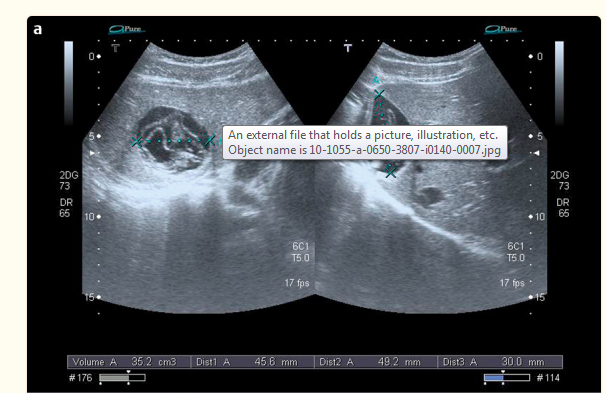 a
aPure
aPure
T
T
0
0
An external file that holds a picture, illustration, etc.
Object name is 10-1055-a-0650-3807-i0140-0007.jpg
5
5
2DG
73
DR
65
2DG
73
DR
65
10
10
6C1
T5.0
17 fps
6C1
T5.0
17 fps
15
15
Volume A 35.2 cm3 Dist1 A 45.6 mm Dist2 A 49.2 mm Dist3 A 30.0 mm
#176
#114